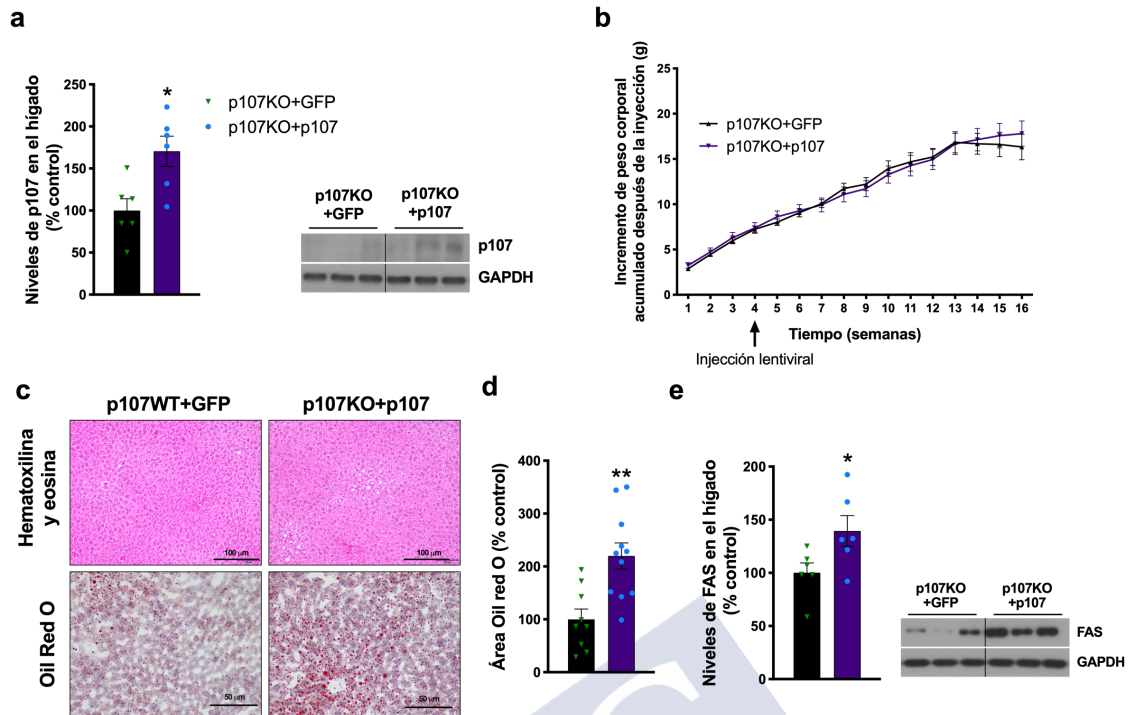 a
Niveles de p107 en el hígado
(% control)
250
200
150
100
50
0
*
p107KO+GFP
p107KO+p107
p107KO
+GFP
p107KO
+p107
p107
GAPDH
b
Incremento de peso corporal
acumulado después de la inyección (g)
25
20
15
10
5
0
p107KO+GFP
p107KO+p107
1 2 3 4 5 6 7 8 9 10 11 12 13 14 15 16
Tiempo (semanas)
Injección lentiviral
c
p107WT+GFP
p107KO+p107
Hematoxilina
y eosina
100 µm
100 µm
Oil Red O
50 µm
50 µm
d
Área Oil red O (% control)
400
300
200
100
0
**
e
Niveles de FAS en el hígado
(% control)
200
150
100
50
0
*
p107KO
+GFP
p107KO
+p107
FAS
GAPDH